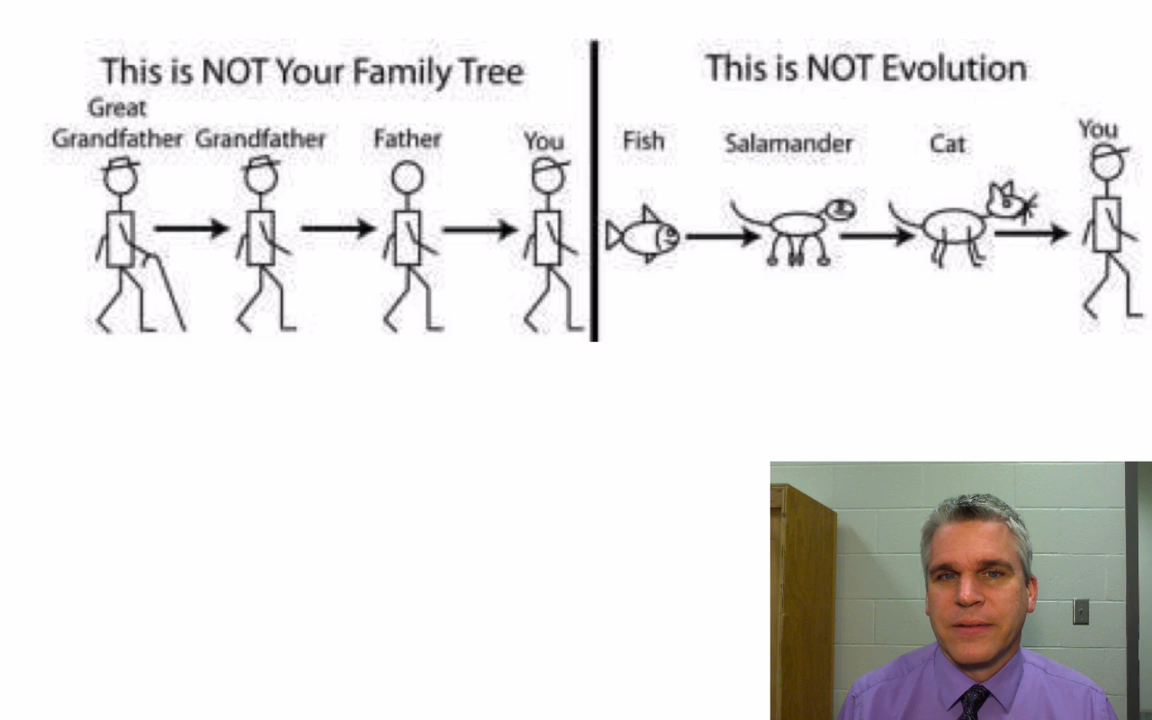 This is NOT Your Family Tree
Great
Grandfather Grandfather Father You
This is NOT Evolution
Fish Salamander Cat You